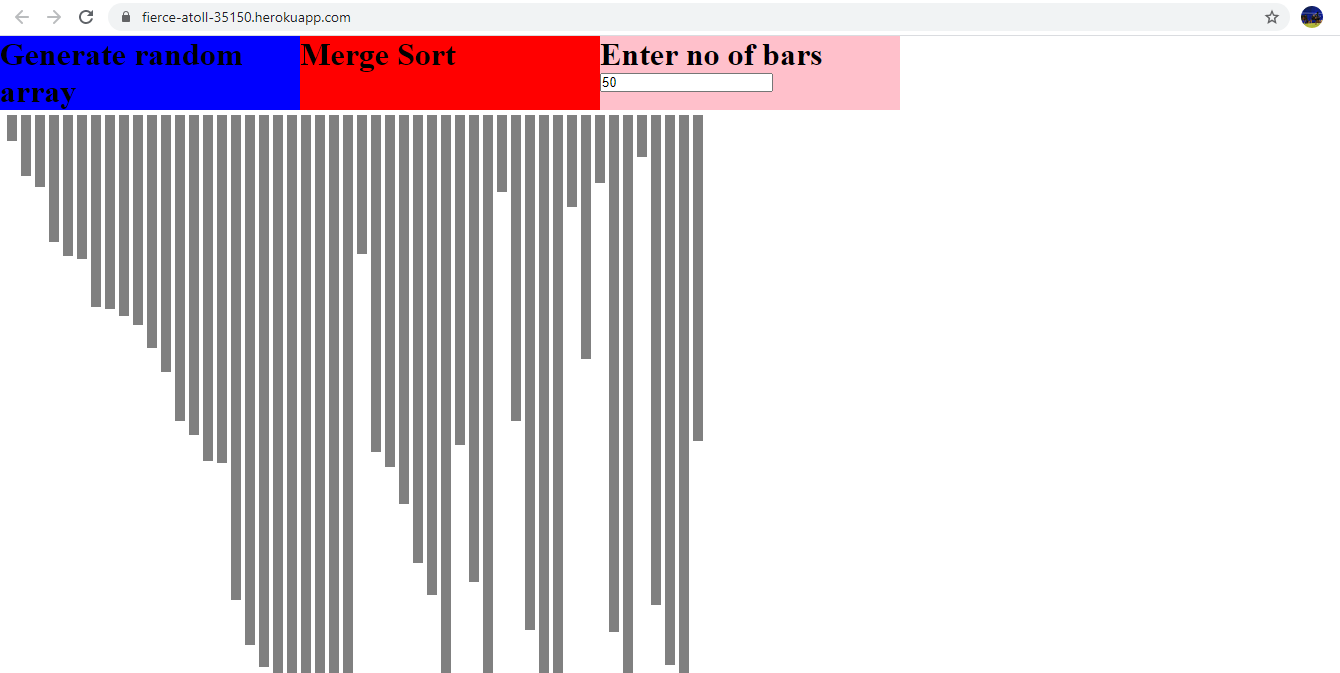 fierce-atoll-35150.herokuapp.com
Generate random
array
Merge Sort
Enter no of bars
50